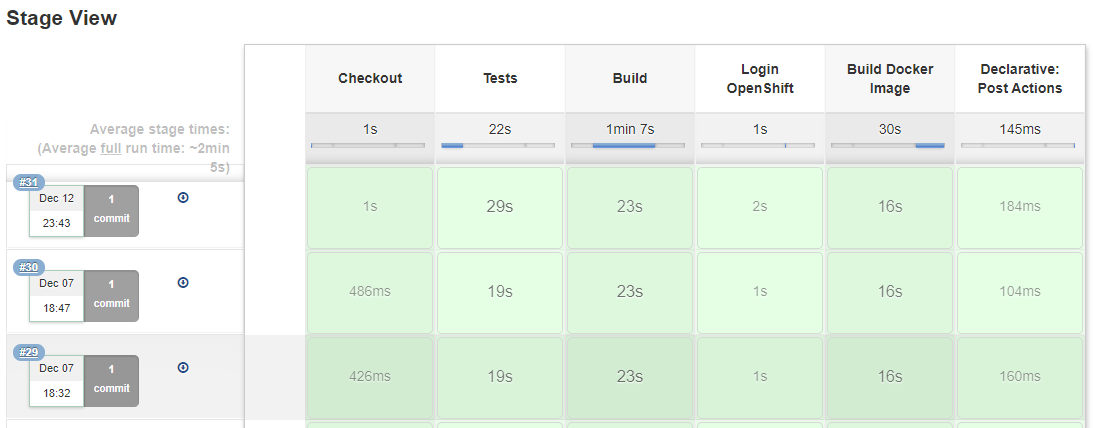 Stage View
Checkout
Tests
Build
Login
OpenShift
Build Docker
Image
Declarative:
Post Actions
Average stage times:
(Average full run time: ~2min
5s)
1s
22s
1min 7s
1s
30s
145ms
#31
Dec 12
23:43
1
commit
1s
29s
23s
2s
16s
184ms
#30
Dec 07
18:47
1
commit
486ms
19s
23s
1s
16s
104ms
#29
Dec 07
18:32
1
commit
426ms
19s
23s
1s
16s
160ms